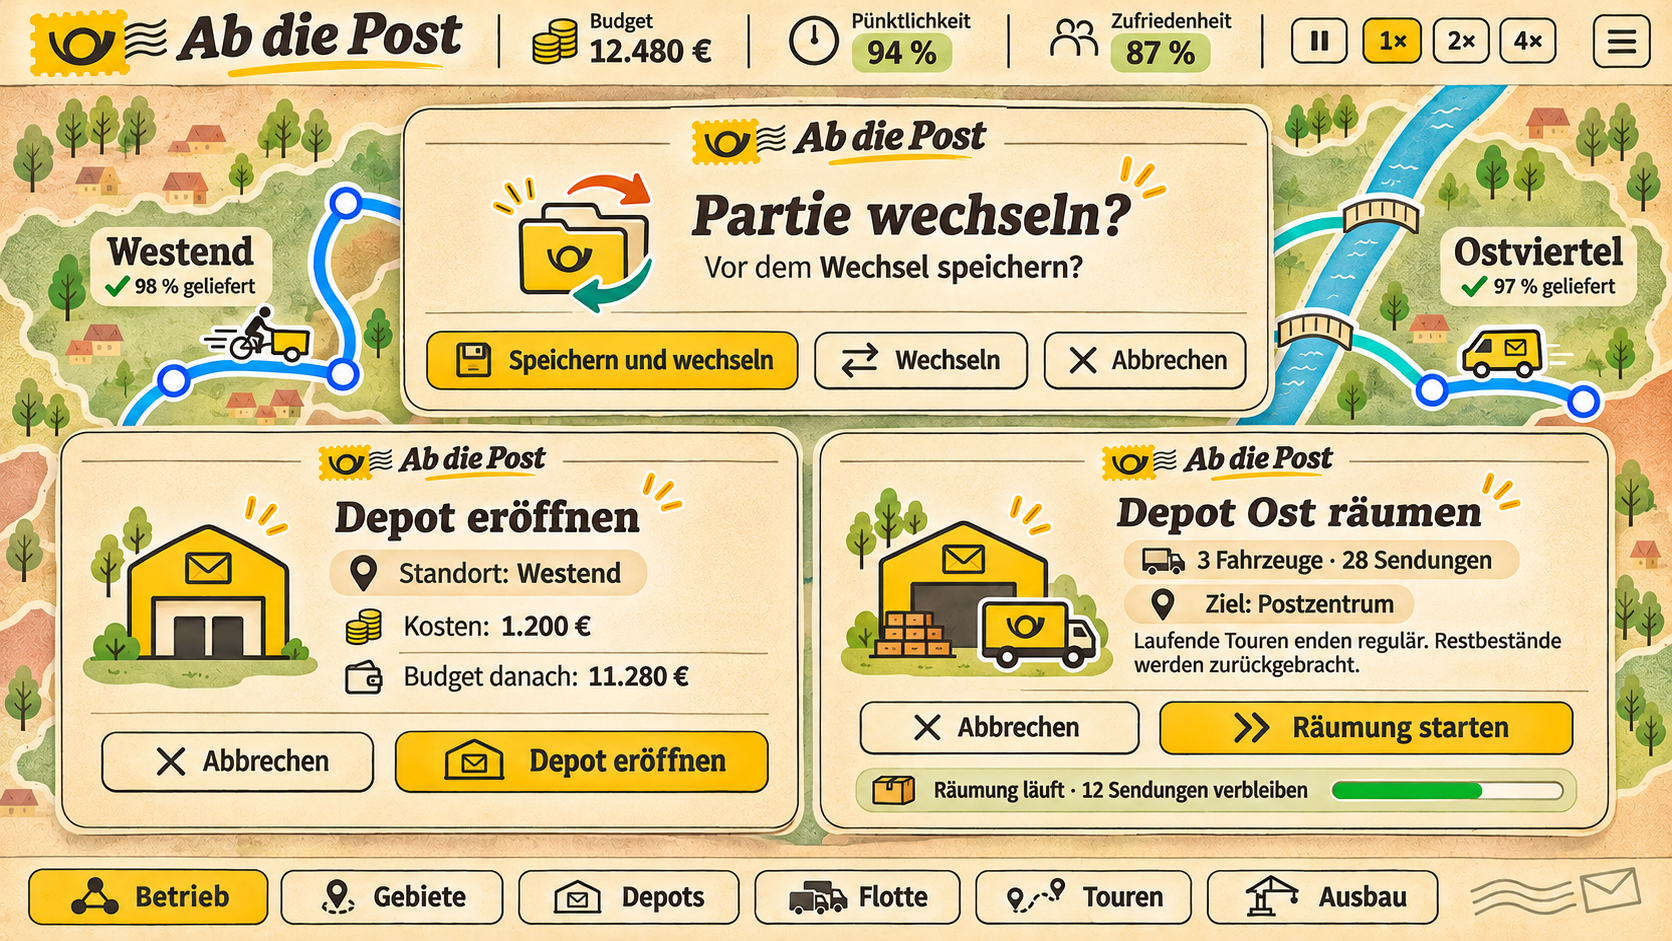 Ab die Post
Budget
12.480 €
Pünktlichkeit
94 %
Zufriedenheit
87 %
1×
2×
4×
Ab die Post
Partie wechseln?
Vor dem Wechsel speichern?
Speichern und wechseln
Wechseln
Abbrechen
Westend
98 % geliefert
Ostviertel
97 % geliefert
Ab die Post
Depot eröffnen
Standort: Westend
Kosten: 1.200 €
Budget danach: 11.280 €
Abbrechen
Depot eröffnen
Ab die Post
Depot Ost räumen
3 Fahrzeuge · 28 Sendungen
Ziel: Postzentrum
Laufende Touren enden regulär. Restbestände
werden zurückgebracht.
Abbrechen
Räumung starten
Räumung läuft · 12 Sendungen verbleiben
Betrieb
Gebiete
Depots
Flotte
Touren
Ausbau